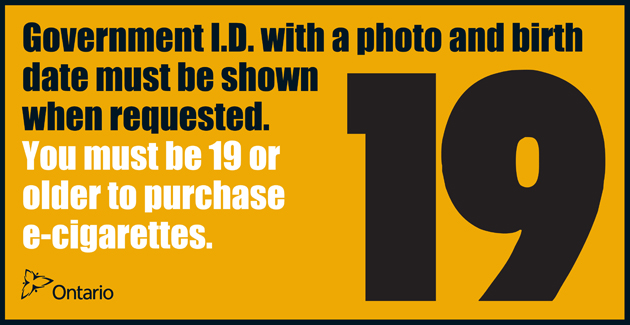 Government I.D. with a photo and birth
date must be shown
when requested.
You must be 19 or
older to purchase
e-cigarettes.
19
Ontario